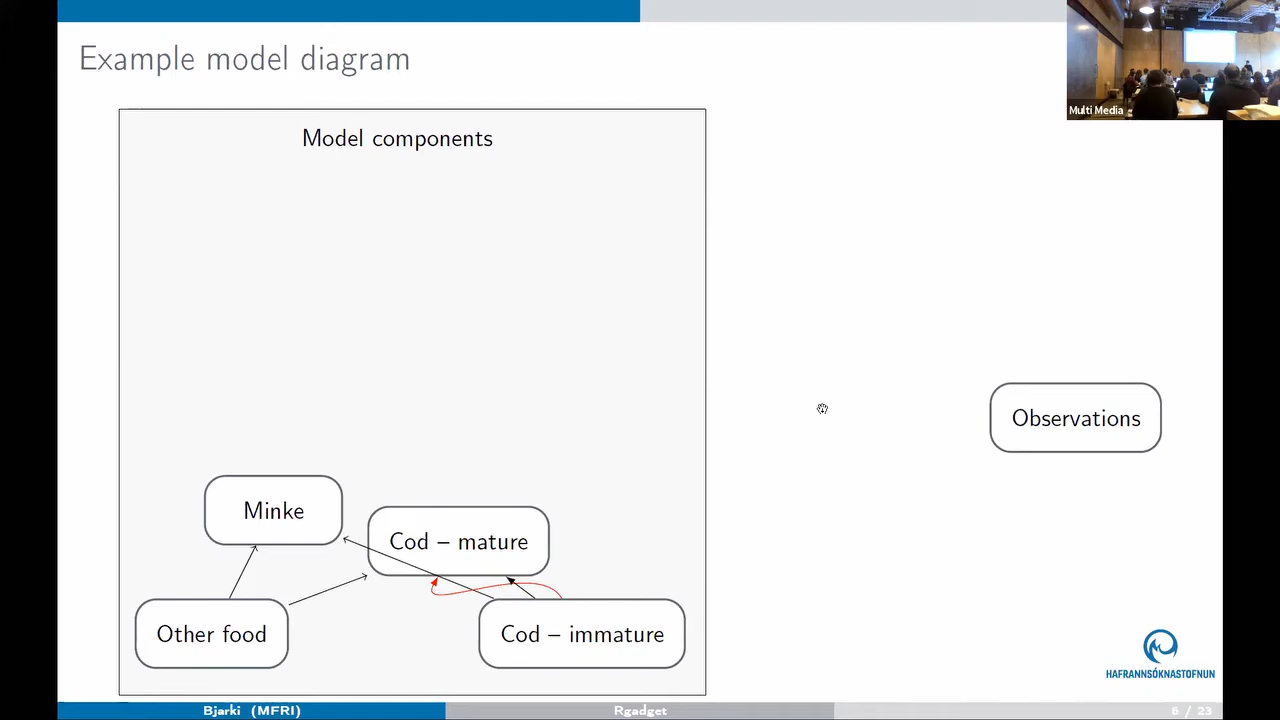 Example model diagram
Multi Media
Model components
Observations
Minke
Cod – mature
Other food
Cod – immature
HAFRANNSÓKNASTOFNUN
Bjarki (MFRI)
Rgadget
6 / 23